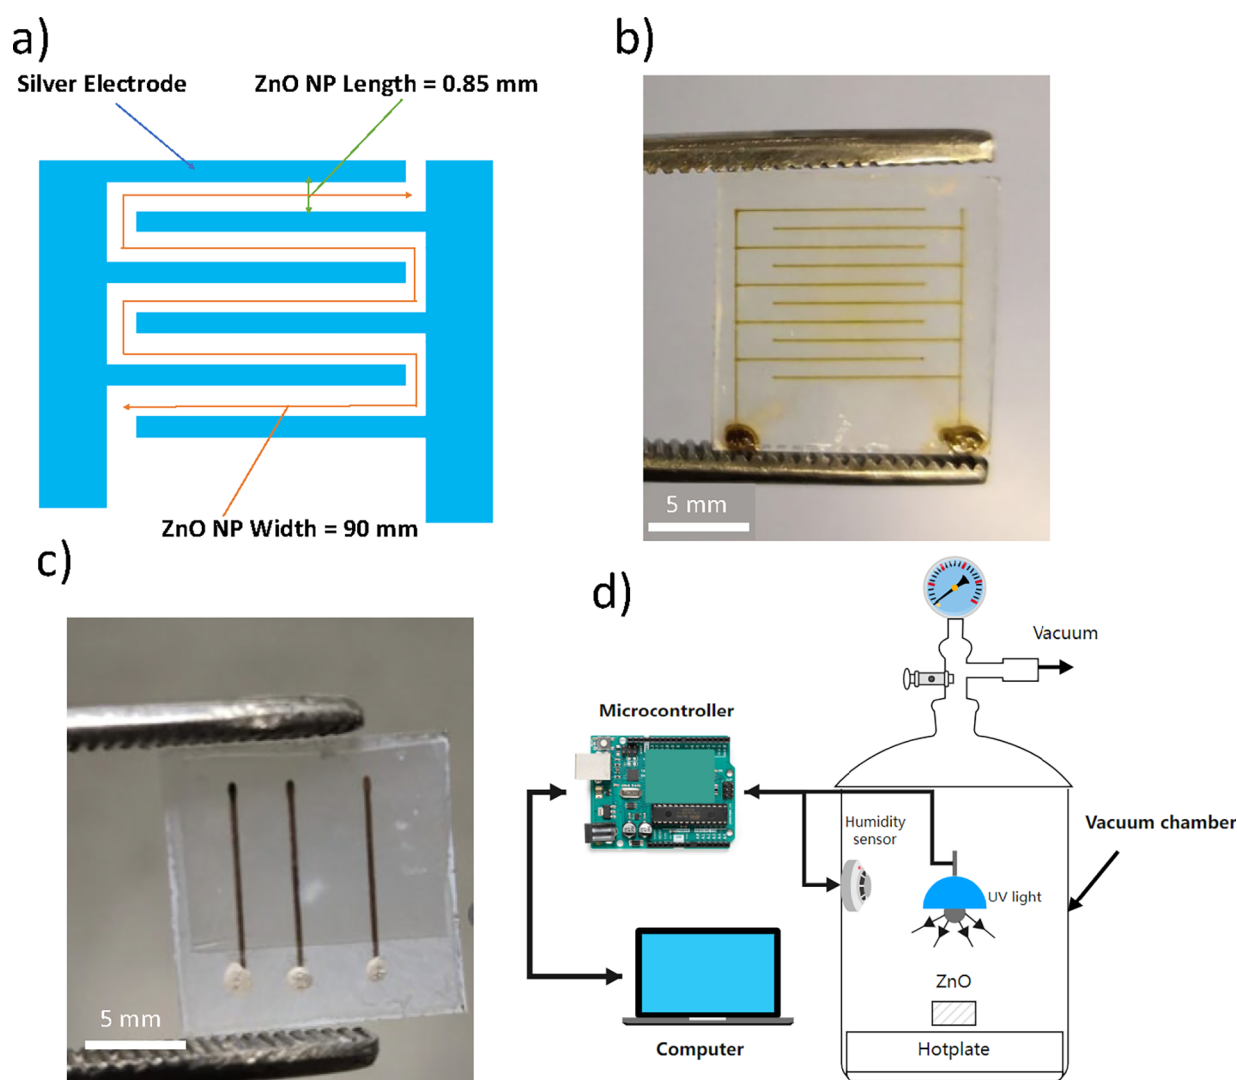 a)
Silver Electrode
ZnO NP Length = 0.85 mm
ZnO NP Width = 90 mm
b)
5 mm
c)
5 mm
d)
Vacuum
Microcontroller
Humidity
sensor
UV light
Vacuum chamber
ZnO
Hotplate
Computer